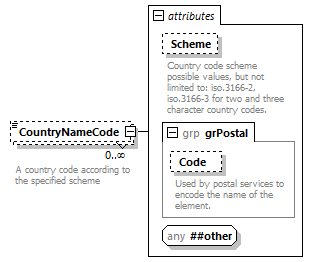 attributes
Scheme
Country code scheme
possible values, but not
limited to: iso.3166-2,
iso.3166-3 for two and three
character country codes.
CountryNameCode
0..∞
A country code according to
the specified scheme
grp grPostal
Code
Used by postal services to
encode the name of the
element.
any ##other